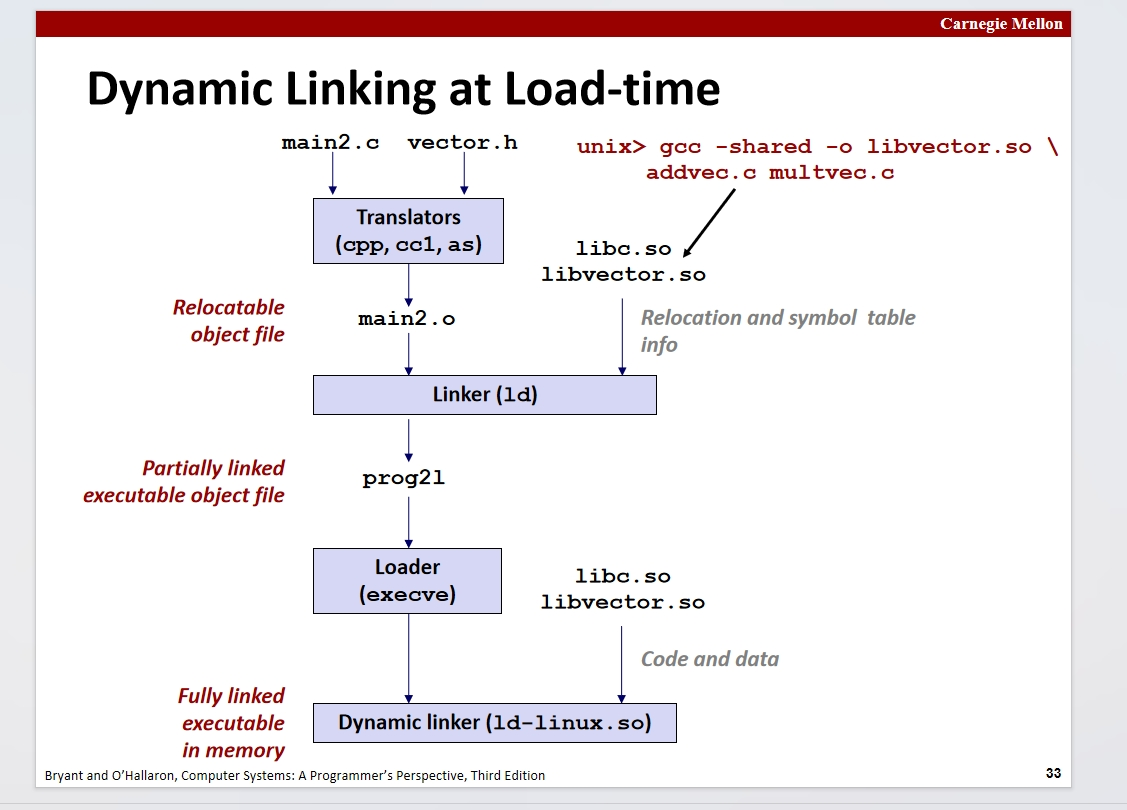 Carnegie Mellon
Dynamic Linking at Load-time
main2.c vector.h
unix> gcc -shared -o libvector.so \
addvec.c multvec.c
Translators
(cpp, cc1, as)
libc.so
libvector.so
Relocatable
object file
main2.o
Relocation and symbol table
info
Linker (ld)
Partially linked
executable object file
prog2l
Loader
(execve)
libc.so
libvector.so
Code and data
Fully linked
executable
in memory
Dynamic linker (ld-linux.so)
Bryant and O'Hallaron, Computer Systems: A Programmer's Perspective, Third Edition
33